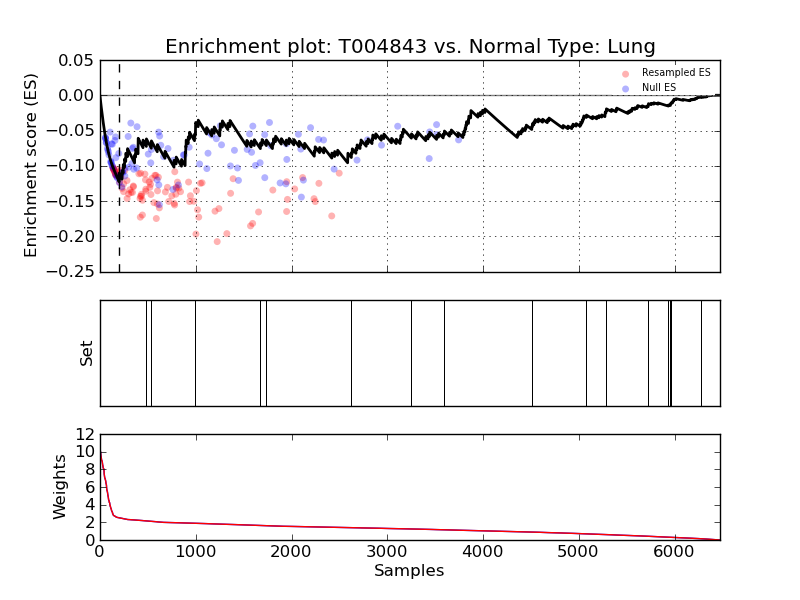 Enrichment plot: T004843 vs. Normal Type: Lung
Enrichment score (ES)
0.05
0.00
−0.05
−0.10
−0.15
−0.20
−0.25
Resampled ES
Null ES
Set
Weights
12
10
8
6
4
2
0
0 1000 2000 3000 4000 5000 6000
Samples